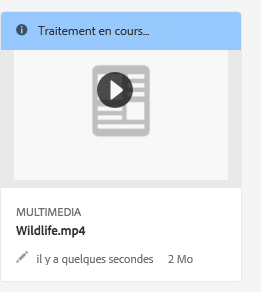 Traitement en cours...
MULTIMEDIA
Wildlife.mp4
il y a quelques secondes 2 Mo